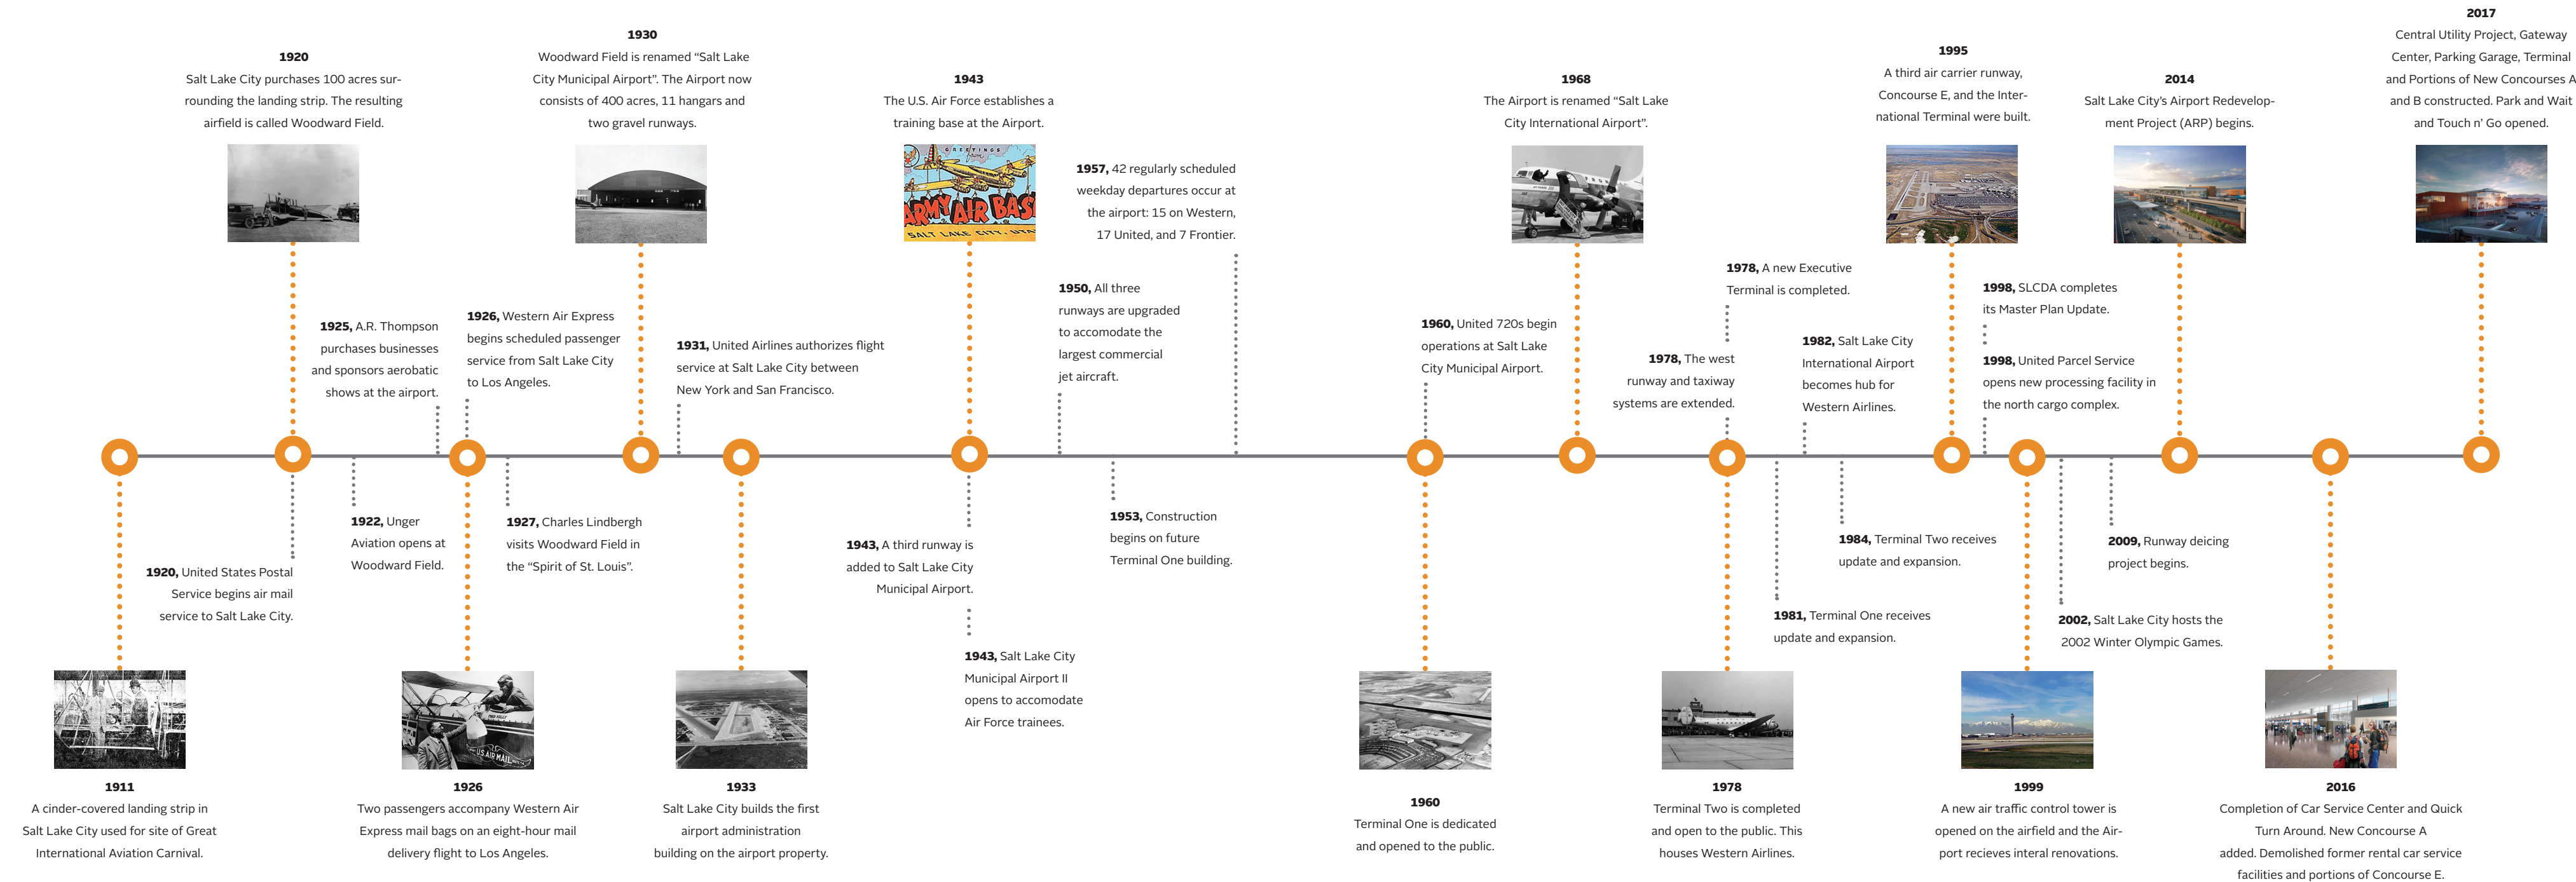 1920
Salt Lake City purchases 100 acres sur-
rounding the landing strip. The resulting
airfield is called Woodward Field.
1930
Woodward Field is renamed “Salt Lake
City Municipal Airport”. The Airport now
consists of 400 acres, 11 hangars and
two gravel runways.
1943
The U.S. Air Force establishes a
training base at the Airport.
GREETINGS
from
ARMY AIR BAS
SALT LAKE CITY, UTA
1957, 42 regularly scheduled
weekday departures occur at
the airport: 15 on Western,
17 United, and 7 Frontier.
1968
The Airport is renamed “Salt Lake
City International Airport”.
1995
A third air carrier runway,
Concourse E, and the Inter-
national Terminal were built.
2014
Salt Lake City’s Airport Redevelop-
ment Project (ARP) begins.
2017
Central Utility Project, Gateway
Center, Parking Garage, Terminal
and Portions of New Concourses A
and B constructed. Park and Wait
and Touch n’ Go opened.
1925, A.R. Thompson
purchases businesses
and sponsors aerobatic
shows at the airport.
1926, Western Air Express
begins scheduled passenger
service from Salt Lake City
to Los Angeles.
1931, United Airlines authorizes flight
service at Salt Lake City between
New York and San Francisco.
1950, All three
runways are upgraded
to accomodate the
largest commercial
jet aircraft.
1960, United 720s begin
operations at Salt Lake
City Municipal Airport.
1978, A new Executive
Terminal is completed.
1978, The west
runway and taxiway
systems are extended.
1982, Salt Lake City
International Airport
becomes hub for
Western Airlines.
1998, SLCDA completes
its Master Plan Update.
1998, United Parcel Service
opens new processing facility in
the north cargo complex.
1920, United States Postal
Service begins air mail
service to Salt Lake City.
1922, Unger
Aviation opens at
Woodward Field.
1927, Charles Lindbergh
visits Woodward Field in
the “Spirit of St. Louis”.
1943, A third runway is
added to Salt Lake City
Municipal Airport.
1943, Salt Lake City
Municipal Airport II
opens to accomodate
Air Force trainees.
1953, Construction
begins on future
Terminal One building.
1981, Terminal One receives
update and expansion.
1984, Terminal Two receives
update and expansion.
2002, Salt Lake City hosts the
2002 Winter Olympic Games.
2009, Runway deicing
project begins.
1911
A cinder-covered landing strip in
Salt Lake City used for site of Great
International Aviation Carnival.
US AIR MAIL
1926
Two passengers accompany Western Air
Express mail bags on an eight-hour mail
delivery flight to Los Angeles.
1933
Salt Lake City builds the first
airport administration
building on the airport property.
1960
Terminal One is dedicated
and opened to the public.
1978
Terminal Two is completed
and open to the public. This
houses Western Airlines.
1999
A new air traffic control tower is
opened on the airfield and the Air-
port recieves interal renovations.
2016
Completion of Car Service Center and Quick
Turn Around. New Concourse A
added. Demolished former rental car service
facilities and portions of Concourse E.